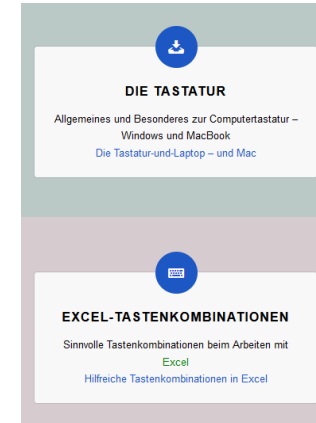 DIE TASTATUR
Allgemeines und Besonderes zur Computertastatur –
Windows und MacBook
Die Tastatur-und-Laptop – und Mac
EXCEL-TASTENKOMBINATIONEN
Sinnvolle Tastenkombinationen beim Arbeiten mit
Excel
Hilfreiche Tastenkombinationen in Excel